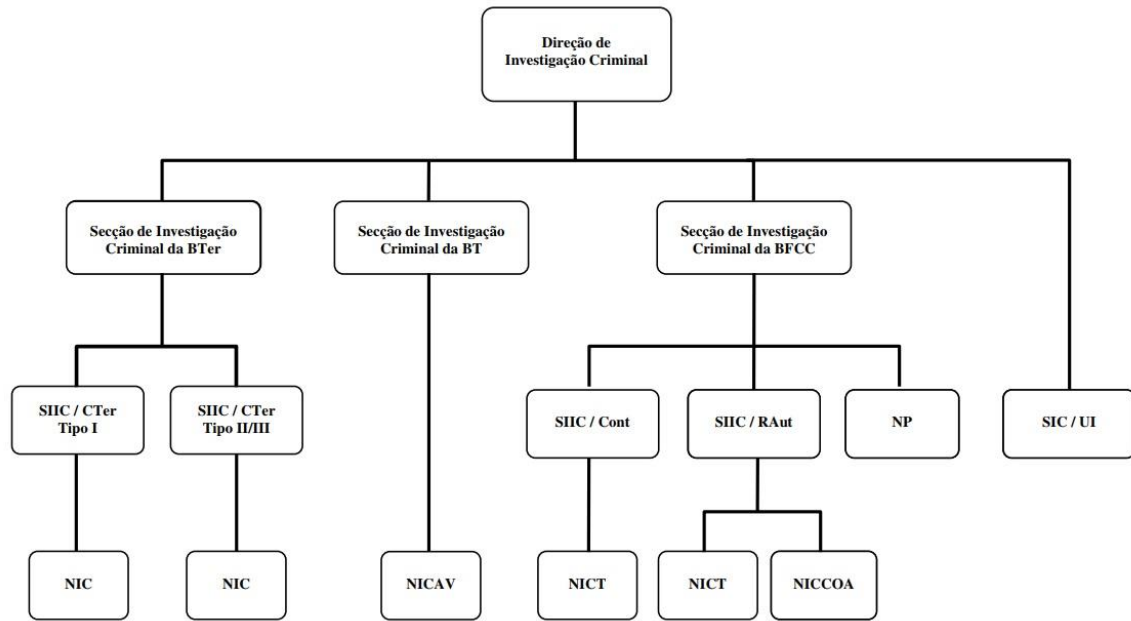 Direção de
Investigação Criminal
Secção de Investigação
Criminal da BTer
Secção de Investigação
Criminal da BT
Secção de Investigação
Criminal da BFCC
SIIC / CTer
Tipo I
SIIC / CTer
Tipo II/III
SIIC / Cont
SIIC / RAut
NP
SIC / UI
NIC
NIC
NICAV
NICT
NICT
NICCOA